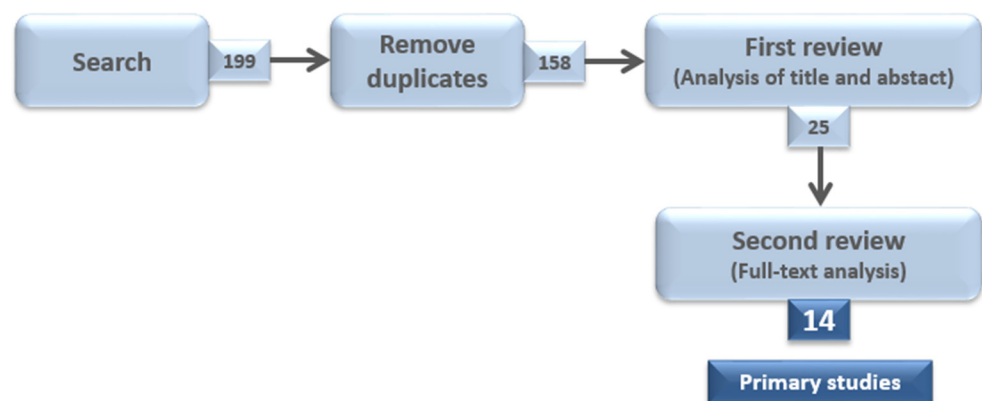 Search
199
Remove
duplicates
158
First review
(Analysis of title and abstact)
25
Second review
(Full-text analysis)
14
Primary studies